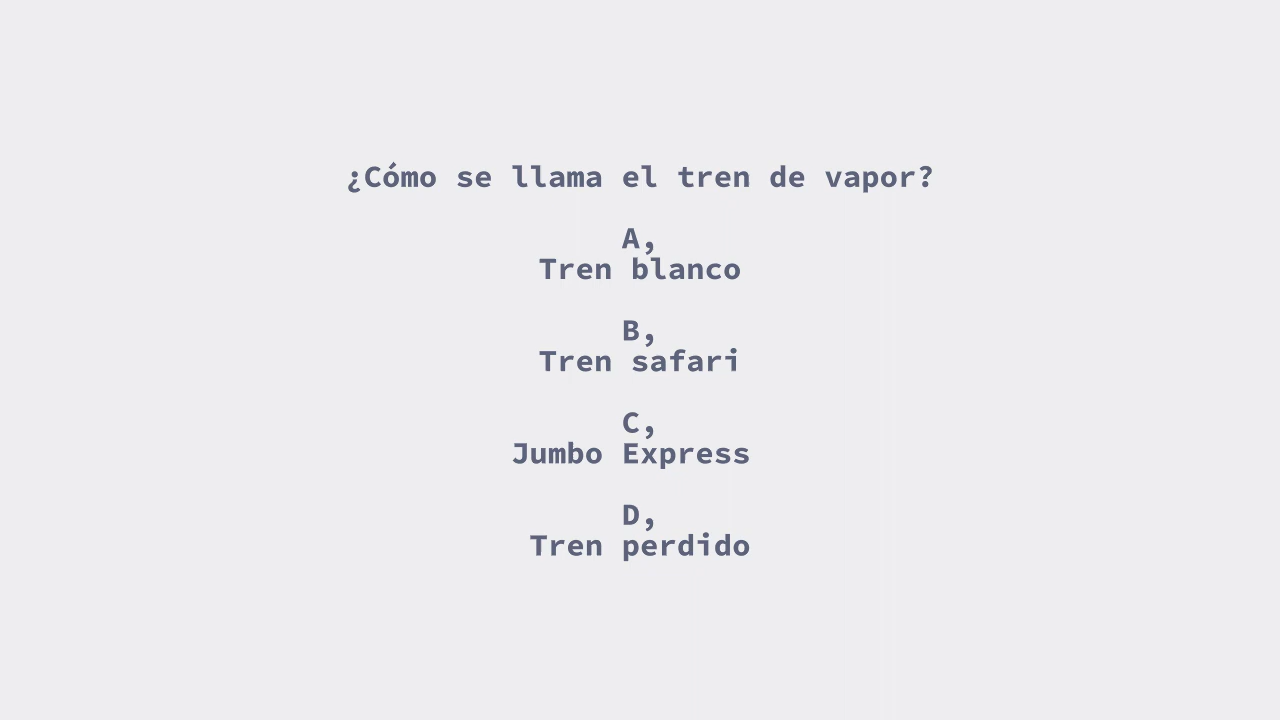 ¿Cómo se llama el tren de vapor?
A,
Tren blanco
B,
Tren safari
C,
Jumbo Express
D,
Tren perdido